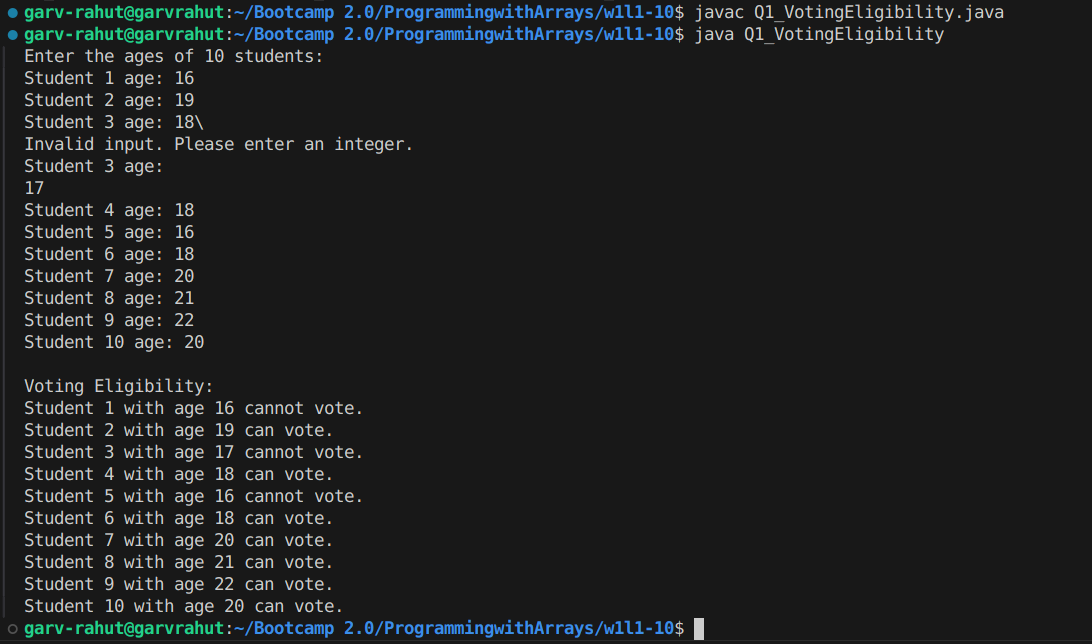 garv-rahut@garvrahut:~/Bootcamp 2.0/ProgrammingwithArrays/w1l1-10$ javac Q1_VotingEligibility.java
garv-rahut@garvrahut:~/Bootcamp 2.0/ProgrammingwithArrays/w1l1-10$ java Q1_VotingEligibility
Enter the ages of 10 students:
Student 1 age: 16
Student 2 age: 19
Student 3 age: 18\
Invalid input. Please enter an integer.
Student 3 age:
17
Student 4 age: 18
Student 5 age: 16
Student 6 age: 18
Student 7 age: 20
Student 8 age: 21
Student 9 age: 22
Student 10 age: 20

Voting Eligibility:
Student 1 with age 16 cannot vote.
Student 2 with age 19 can vote.
Student 3 with age 17 cannot vote.
Student 4 with age 18 can vote.
Student 5 with age 16 cannot vote.
Student 6 with age 18 can vote.
Student 7 with age 20 can vote.
Student 8 with age 21 can vote.
Student 9 with age 22 can vote.
Student 10 with age 20 can vote.
garv-rahut@garvrahut:~/Bootcamp 2.0/ProgrammingwithArrays/w1l1-10$